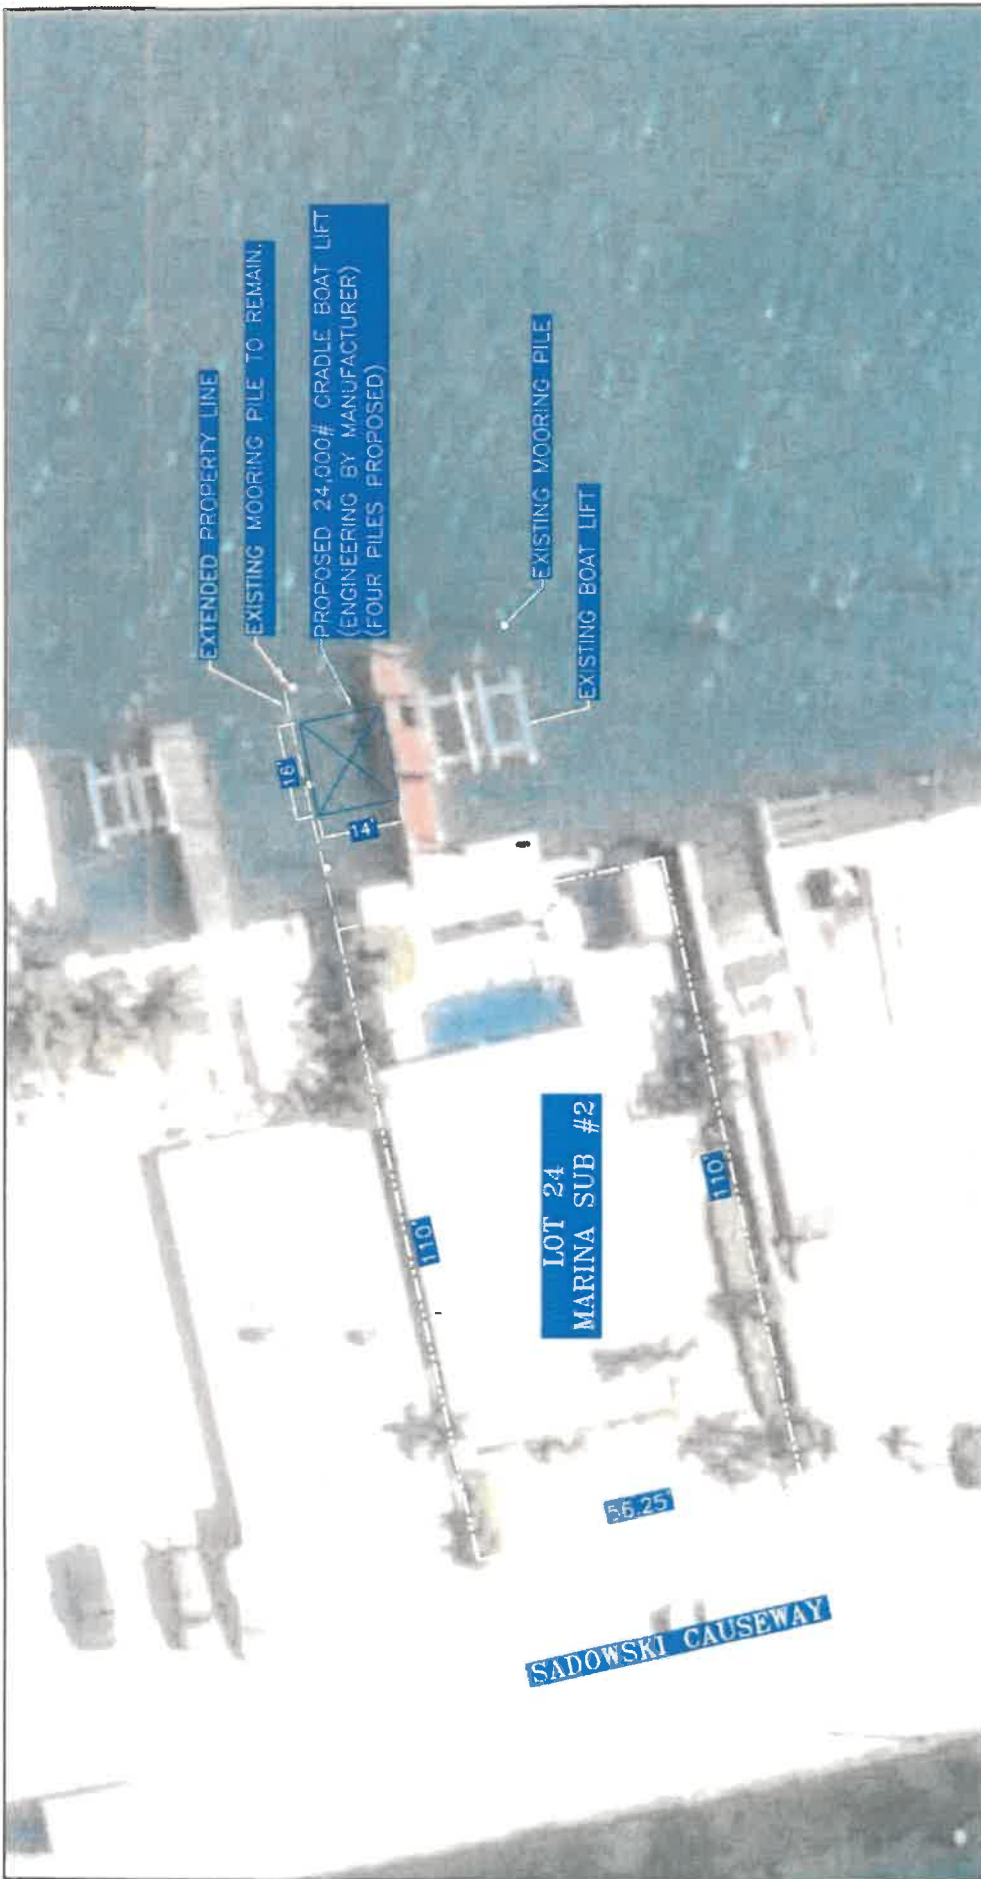 EXTENDED PROPERTY LINE
EXISTING MOORING PILE TO REMAIN.
PROPOSED 24,000# CRADLE BOAT LIFT
(ENGINEERING BY MANUFACTURER)
(FOUR PILES PROPOSED)
EXISTING MOORING PILE
EXISTING BOAT LIFT
16'
14'
110'
LOT 24
MARINA SUB #2
110'
56.25'
SADOWSKI CAUSEWAY